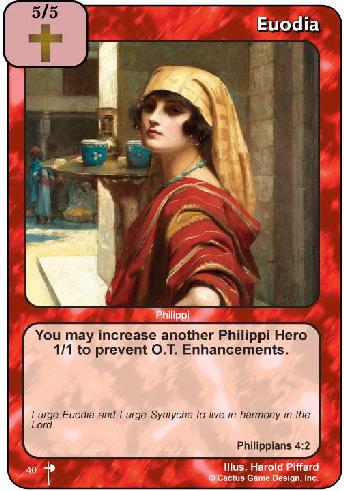 5/5
Euodia
Philippi
You may increase another Philippi Hero
1/1 to prevent O.T. Enhancements.
I urge Euodia and I urge Syntyche to live in harmony in the
Lord.
Philippians 4:2
40
Illus. Harold Piffard
© Cactus Game Design, Inc.